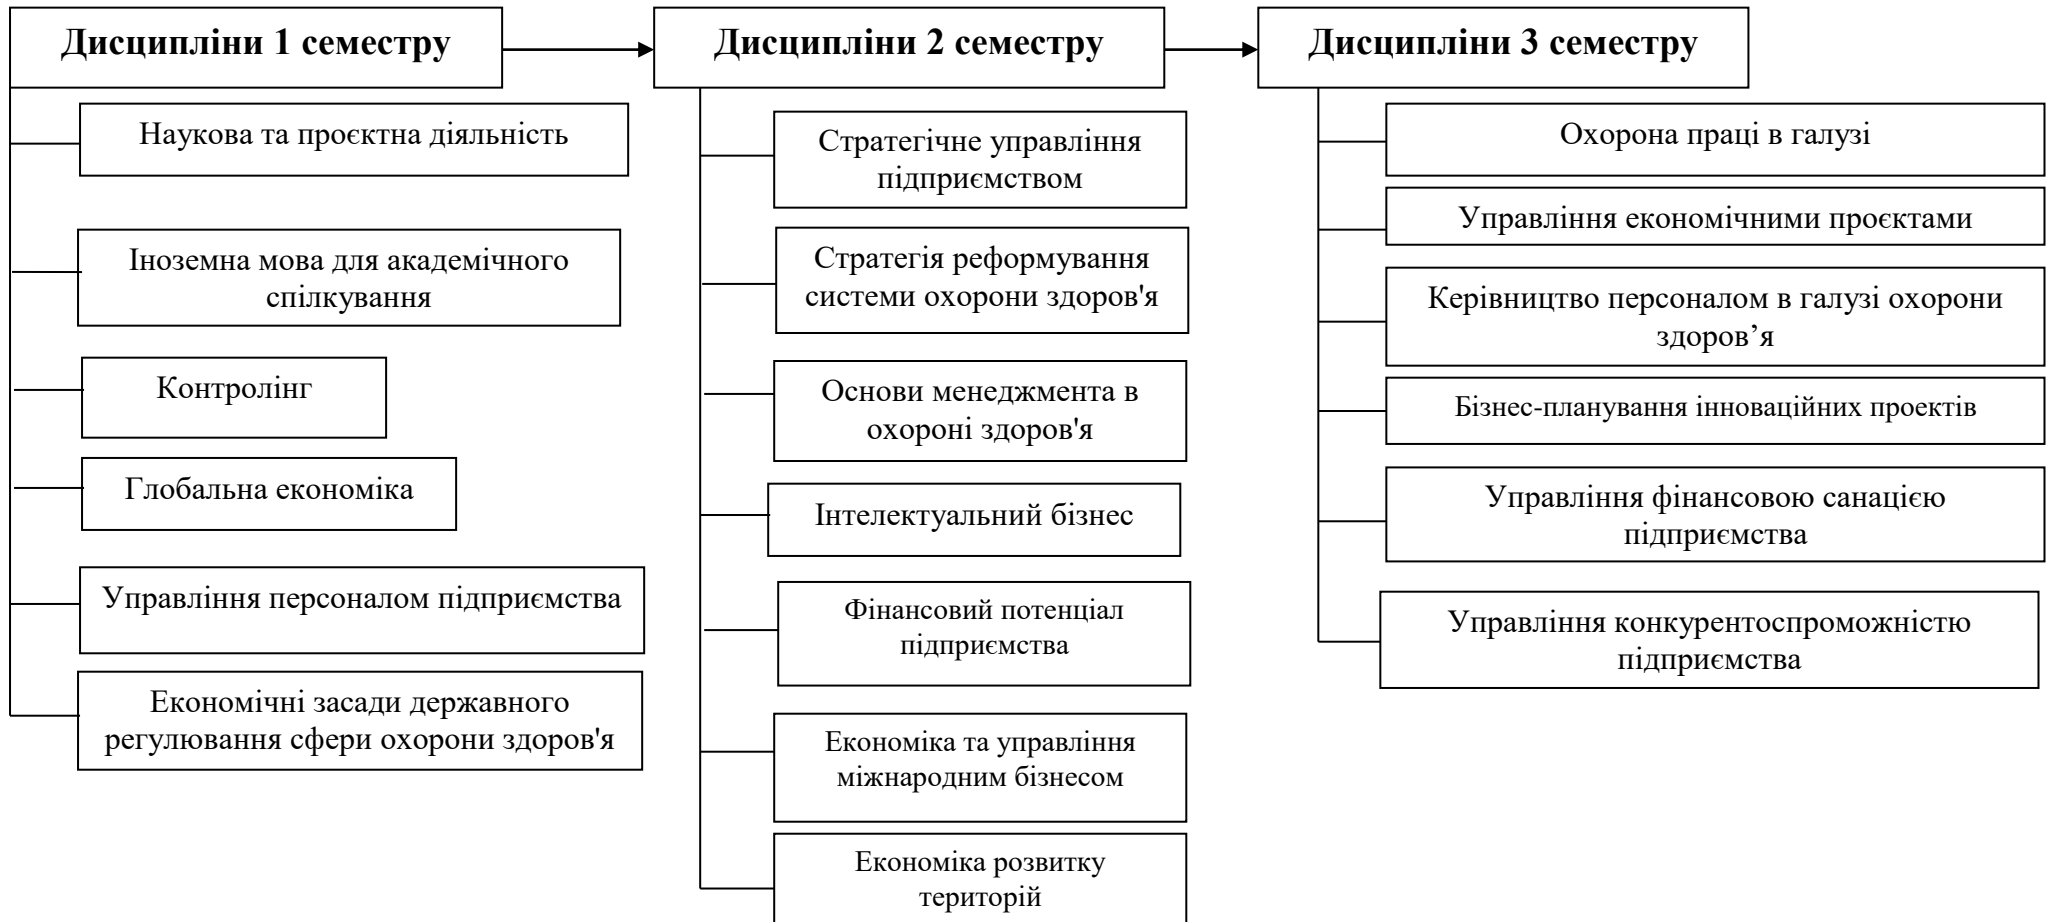 Дисципліни 1 семестру
Наукова та проєктна діяльність
Іноземна мова для академічного
спілкування
Контролінг
Глобальна економіка
Управління персоналом підприємства
Економічні засади державного
регулювання сфери охорони здоров'я
Дисципліни 2 семестру
Стратегічне управління
підприємством
Стратегія реформування
системи охорони здоров'я
Основи менеджмента в
охороні здоров'я
Інтелектуальний бізнес
Фінансовий потенціал
підприємства
Економіка та управління
міжнародним бізнесом
Економіка розвитку
територій
Дисципліни 3 семестру
Охорона праці в галузі
Управління економічними проєктами
Керівництво персоналом в галузі охорони
здоров’я
Бізнес-планування інноваційних проектів
Управління фінансовою санацією
підприємства
Управління конкурентоспроможністю
підприємства